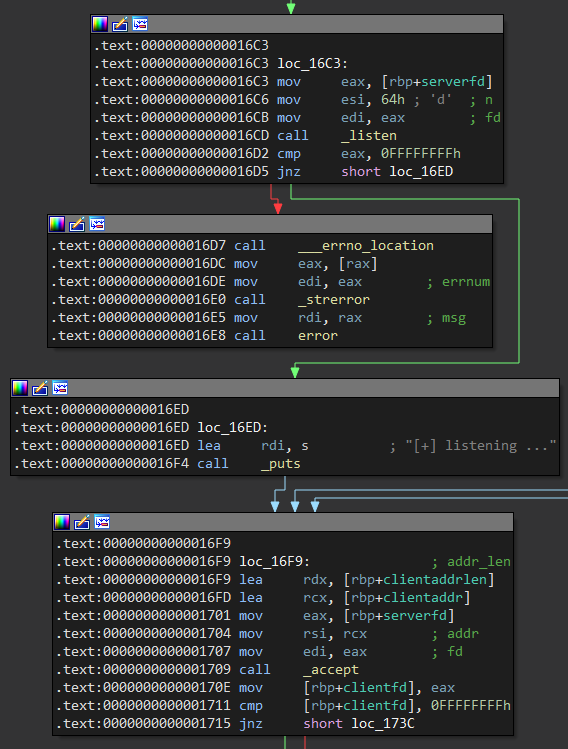 .text:00000000000016C3
.text:00000000000016C3 loc_16C3:
.text:00000000000016C3 mov eax, [rbp+serverfd]
.text:00000000000016C6 mov esi, 64h ; 'd' ; n
.text:00000000000016CB mov edi, eax ; fd
.text:00000000000016CD call _listen
.text:00000000000016D2 cmp eax, 0FFFFFFFFh
.text:00000000000016D5 jnz short loc_16ED
.text:00000000000016D7 call ___errno_location
.text:00000000000016DC mov eax, [rax]
.text:00000000000016DE mov edi, eax ; errnum
.text:00000000000016E0 call _strerror
.text:00000000000016E5 mov rdi, rax ; msg
.text:00000000000016E8 call error
.text:00000000000016ED
.text:00000000000016ED loc_16ED:
.text:00000000000016ED lea rdi, s ; "[+] listening ..."
.text:00000000000016F4 call _puts
.text:00000000000016F9
.text:00000000000016F9 loc_16F9: ; addr_len
.text:00000000000016F9 lea rdx, [rbp+clientaddrlen]
.text:00000000000016FD lea rcx, [rbp+clientaddr]
.text:0000000000001701 mov eax, [rbp+serverfd]
.text:0000000000001704 mov rsi, rcx ; addr
.text:0000000000001707 mov edi, eax ; fd
.text:0000000000001709 call _accept
.text:000000000000170E mov [rbp+clientfd], eax
.text:0000000000001711 cmp [rbp+clientfd], 0FFFFFFFFh
.text:0000000000001715 jnz short loc_173C